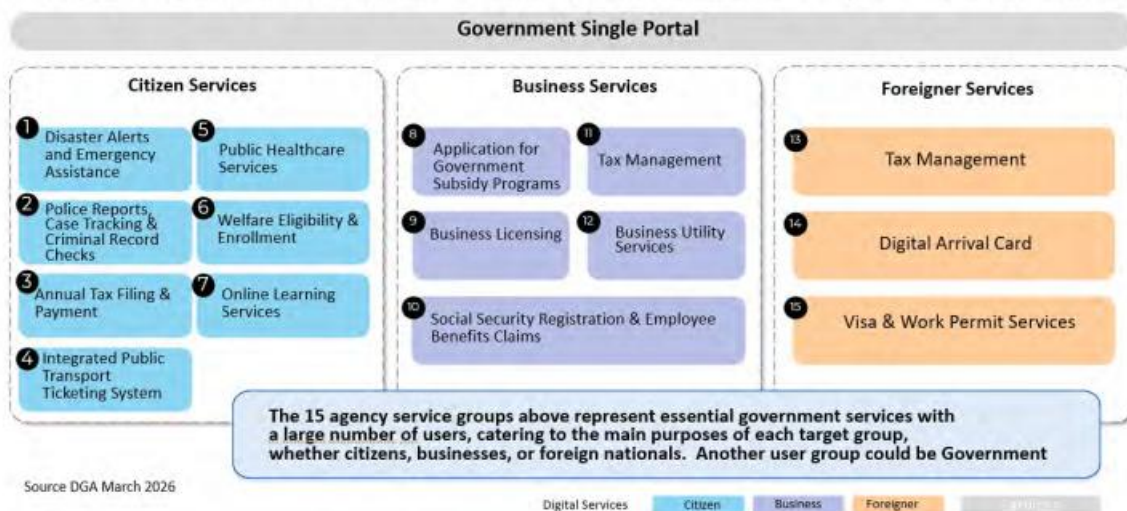 Government Single Portal
Citizen Services
1
Disaster Alerts
and Emergency
Assistance
2
Police Reports,
Case Tracking &
Criminal Record
Checks
3
Annual Tax Filing &
Payment
4
Integrated Public
Transport
Ticketing System
5
Public Healthcare
Services
6
Welfare Eligibility &
Enrollment
7
Online Learning
Services
Business Services
8
Application for
Government
Subsidy Programs
9
Business Licensing
10
Social Security Registration & Employee
Benefits Claims
11
Tax Management
12
Business Utility
Services
Foreigner Services
13
Tax Management
14
Digital Arrival Card
15
Visa & Work Permit Services
The 15 agency service groups above represent essential government services with
a large number of users, catering to the main purposes of each target group,
whether citizens, businesses, or foreign nationals. Another user group could be Government
Source DGA March 2026
Digital Services
Citizen
Business
Foreigner